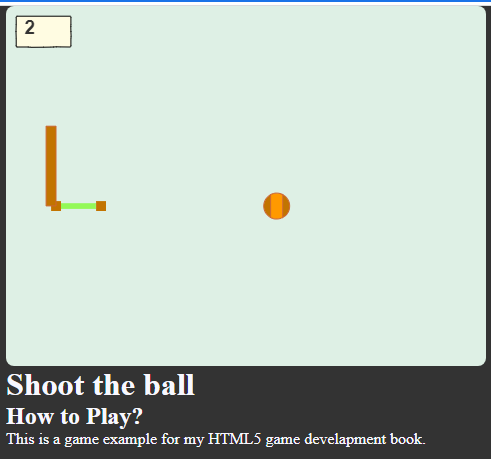 2
Shoot the ball
How to Play?
This is a game example for my HTML5 game develapment book.